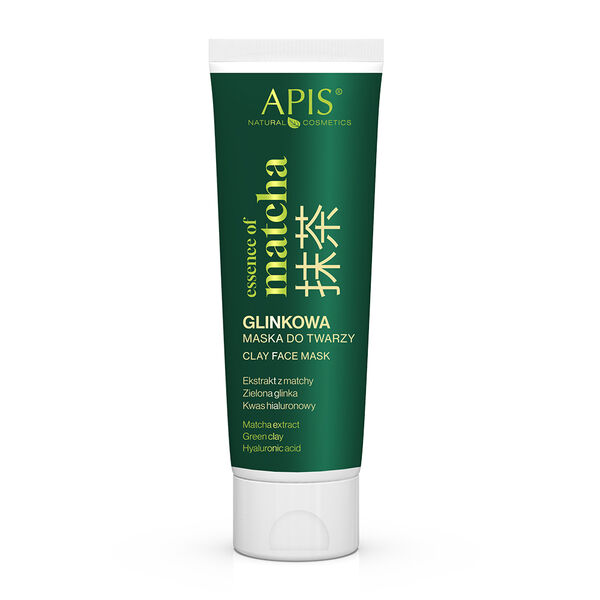 APIS®
NATURAL COSMETICS
essence of
matcha
抹茶
GLINKOWA
MASKA DO TWARZY
CLAY FACE MASK
Ekstrakt z matchy
Zielona glinka
Kwas hialuronowy
Matcha extract
Green clay
Hyaluronic acid